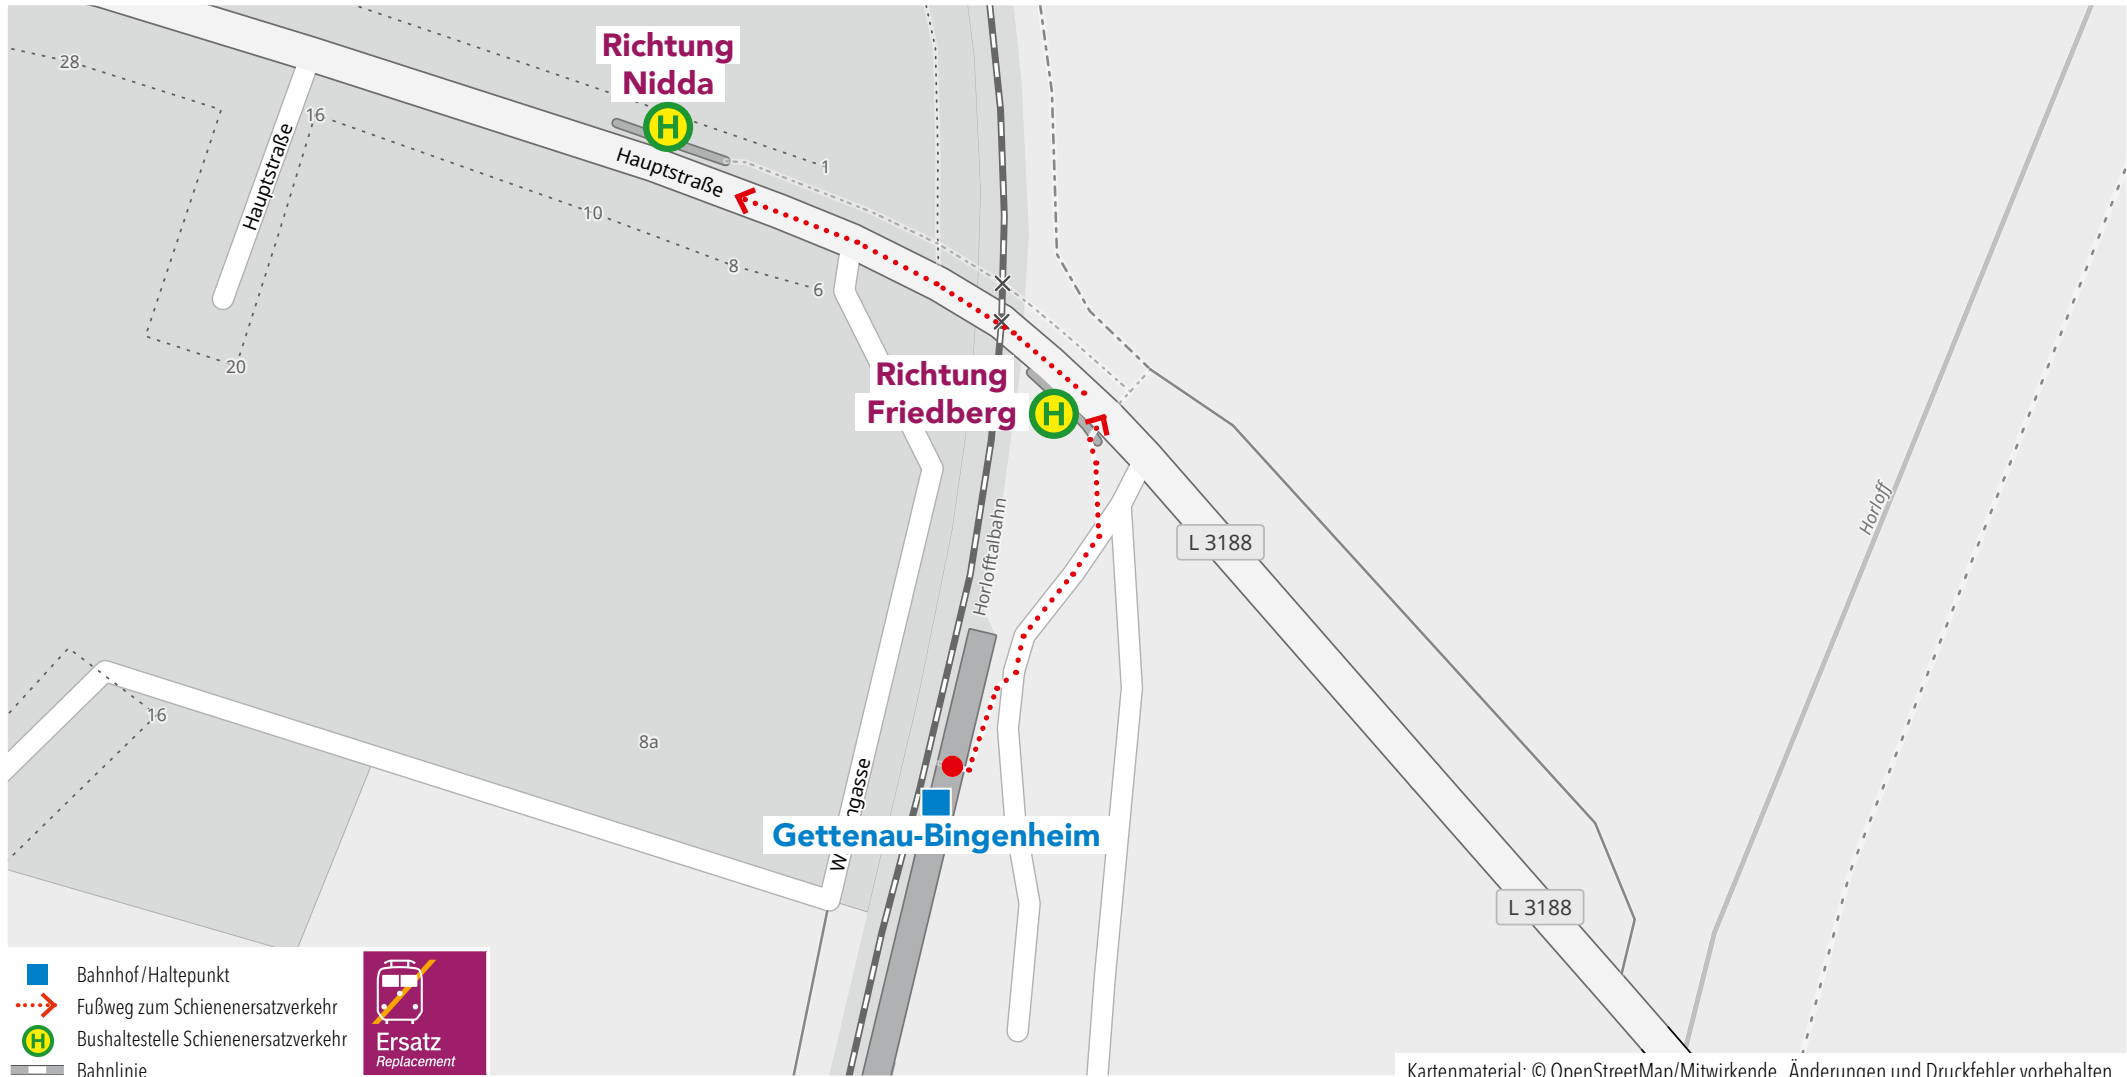 Richtung
Nidda
28
16
Hauptstraße
Hauptstraße
1
10
8
6
20
Richtung
Friedberg
Horlofftalbahn
L 3188
Horloff
16
8a
Gettenau-Bingenheim
L 3188
Bahnhof/Haltepunkt
Fußweg zum Schienenersatzverkehr
Bushaltestelle Schienenersatzverkehr
Bahnlinie
Ersatz
Replacement
H
H
H
Kartenmaterial: © OpenStreetMap/Mitwirkende, Änderungen und Druckfehler vorbehalten